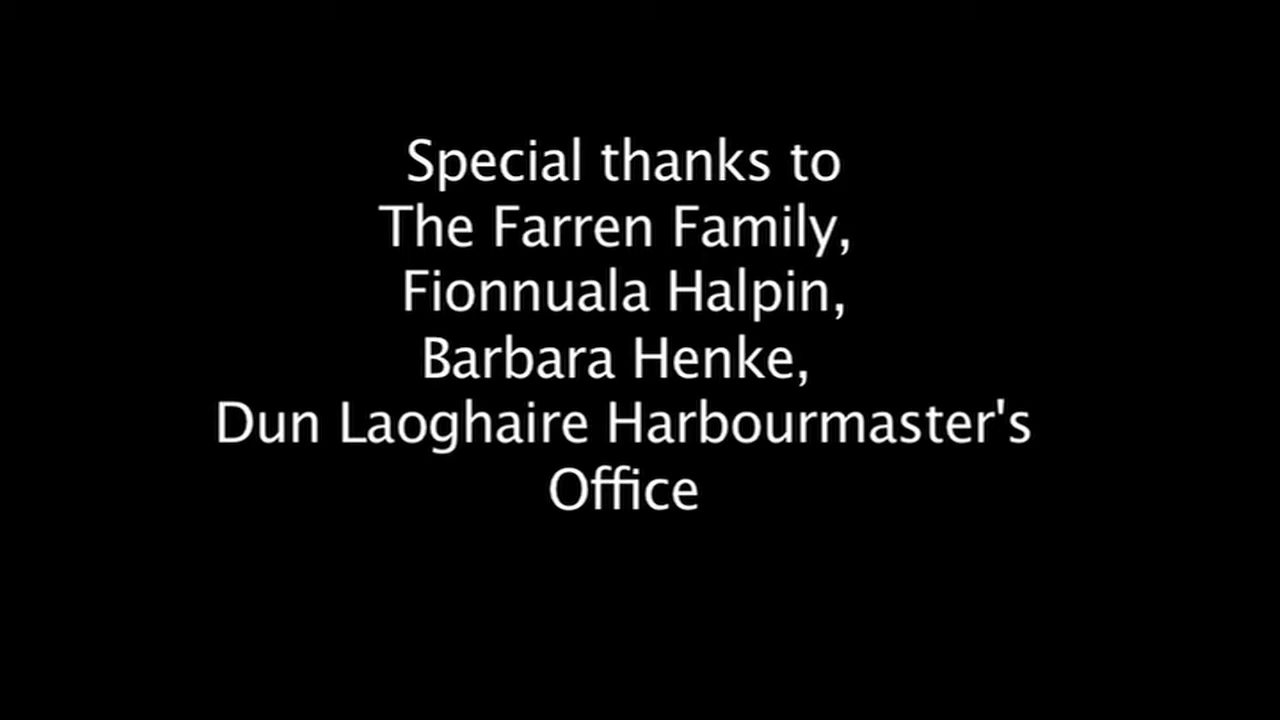 Special thanks to
The Farren Family,
Fionnuala Halpin,
Barbara Henke,
Dun Laoghaire Harbourmaster's
Office